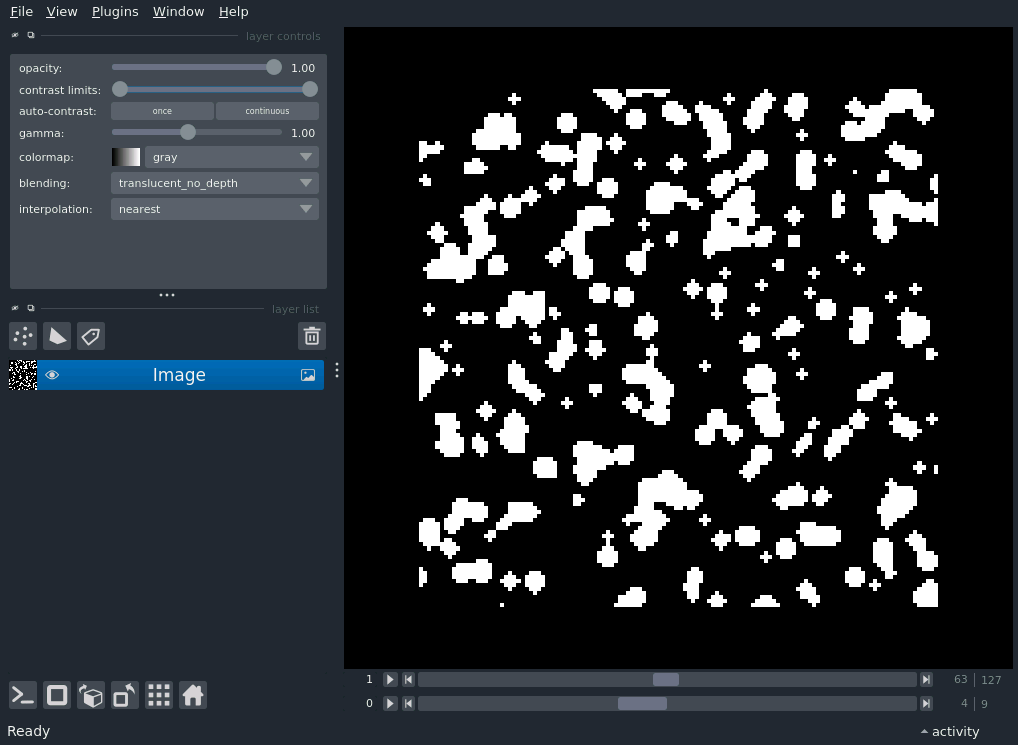 File View Plugins Window Help
layer controls
opacity: 1.00
contrast limits:
auto-contrast: once continuous
gamma: 1.00
colormap: gray
blending: translucent_no_depth
interpolation: nearest
layer list
Image
1 63 127
0 4 9
Ready activity